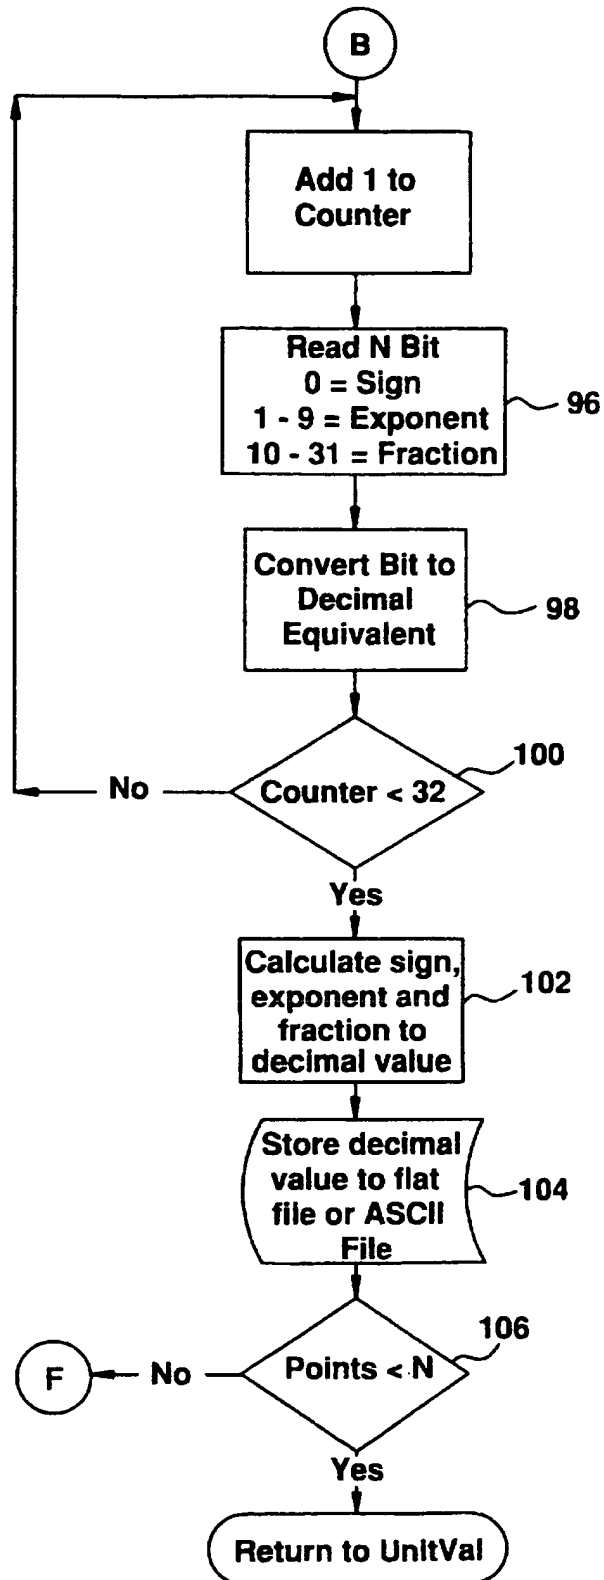 B
Add 1 to
Counter
Read N Bit
0 = Sign
1 - 9 = Exponent
10 - 31 = Fraction
96
Convert Bit to
Decimal
Equivalent
98
100
Counter < 32
No
Yes
Calculate sign,
exponent and
fraction to
decimal value
102
Store decimal
value to flat
file or ASCII
File
104
106
Points < N
No
F
Yes
Return to UnitVal